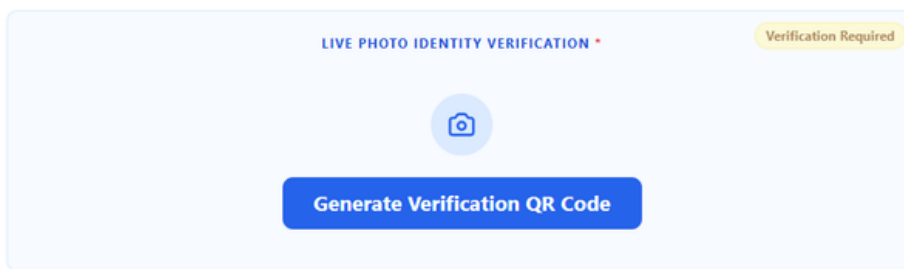 LIVE PHOTO IDENTITY VERIFICATION *
Verification Required
Generate Verification QR Code